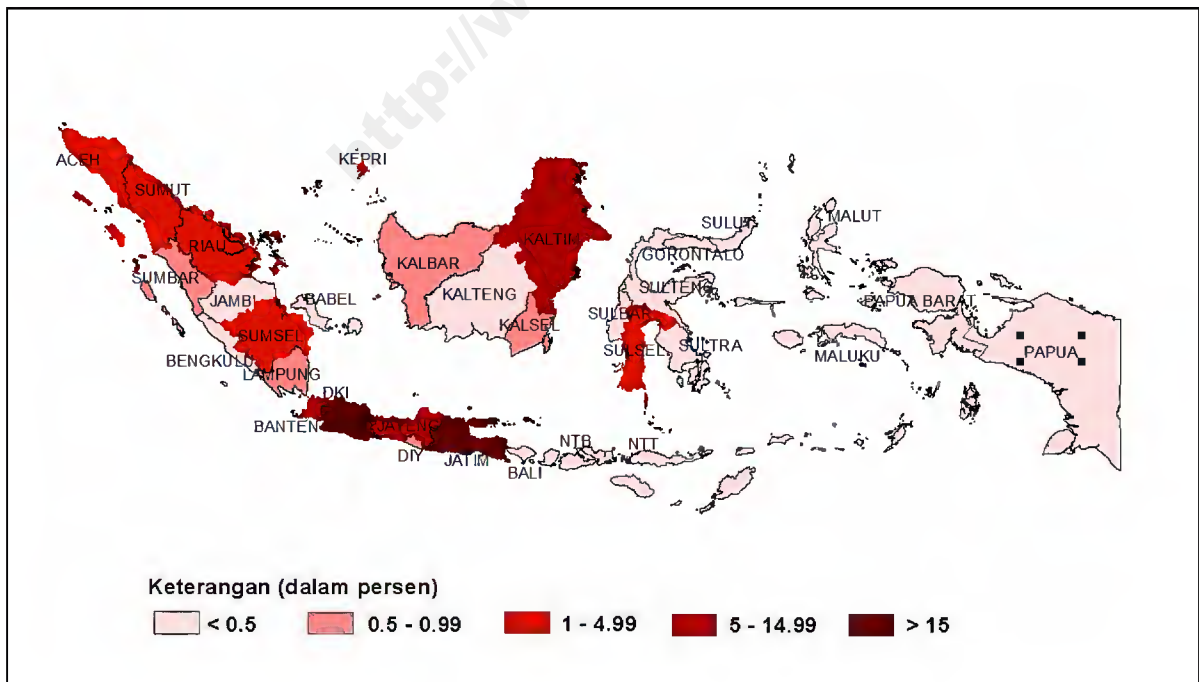 http://w
ACEH
SUMUT
KEPRI
RIAU
SUMBAR
JAMBI
BABEL
SUMSEL
BENGKULU
LAMPUNG
DKI
BANTEN
JATENG
DIY
JATIM
BALI
NTB
NTT
KALBAR
KALTENG
KALTIM
KALSEL
SULUT
GORONTALO
SULTENG
SULBAR
SULSEL
SULTRA
MALUT
MALUKU
PAPUA BARAT
PAPUA
Keterangan (dalam persen)
< 0.5 0.5 - 0.99 1 - 4.99 5 - 14.99 > 15